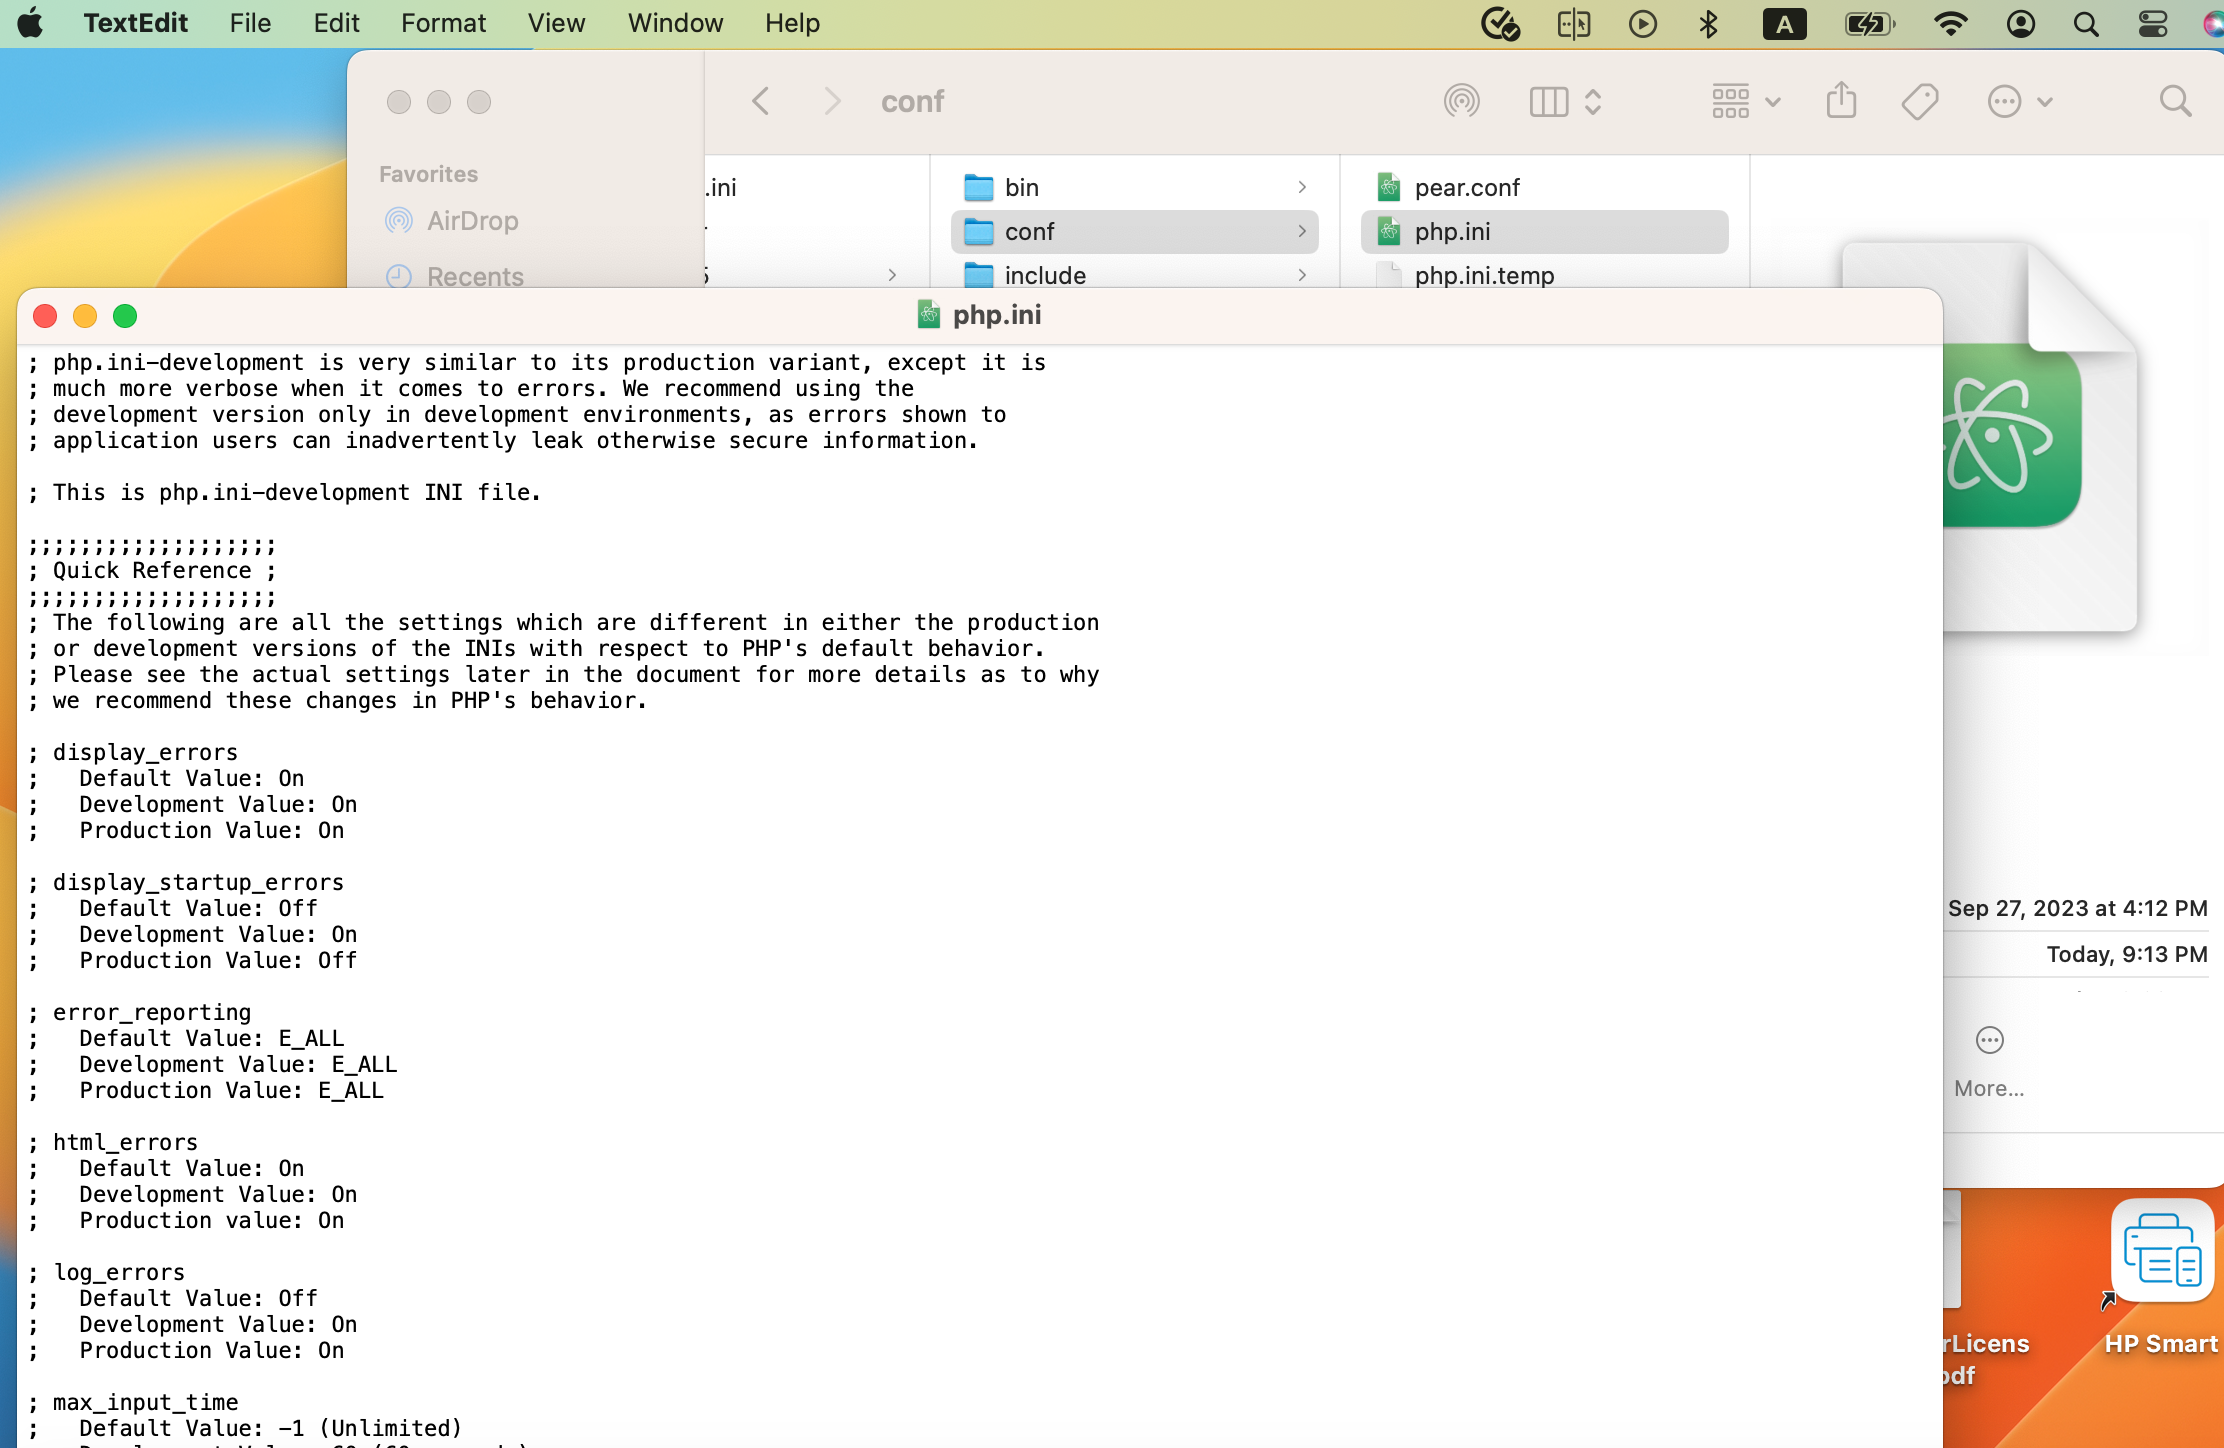 TextEdit File Edit Format View Window Help
A
conf
Favorites
AirDrop
Recents
.ini
bin
conf
include
pear.conf
php.ini
php.ini.temp
php.ini
; php.ini-development is very similar to its production variant, except it is
; much more verbose when it comes to errors. We recommend using the
; development version only in development environments, as errors shown to
; application users can inadvertently leak otherwise secure information.
; This is php.ini-development INI file.
;;;;;;;;;;;;;;;;;;;
; Quick Reference ;
;;;;;;;;;;;;;;;;;;;
; The following are all the settings which are different in either the production
; or development versions of the INIs with respect to PHP's default behavior.
; Please see the actual settings later in the document for more details as to why
; we recommend these changes in PHP's behavior.
; display_errors
;   Default Value: On
;   Development Value: On
;   Production Value: On
; display_startup_errors
;   Default Value: Off
;   Development Value: On
;   Production Value: Off
; error_reporting
;   Default Value: E_ALL
;   Development Value: E_ALL
;   Production Value: E_ALL
; html_errors
;   Default Value: On
;   Development Value: On
;   Production value: On
; log_errors
;   Default Value: Off
;   Development Value: On
;   Production Value: On
; max_input_time
;   Default Value: -1 (Unlimited)
Sep 27, 2023 at 4:12 PM
Today, 9:13 PM
More...
rLicens
pdf
HP Smart